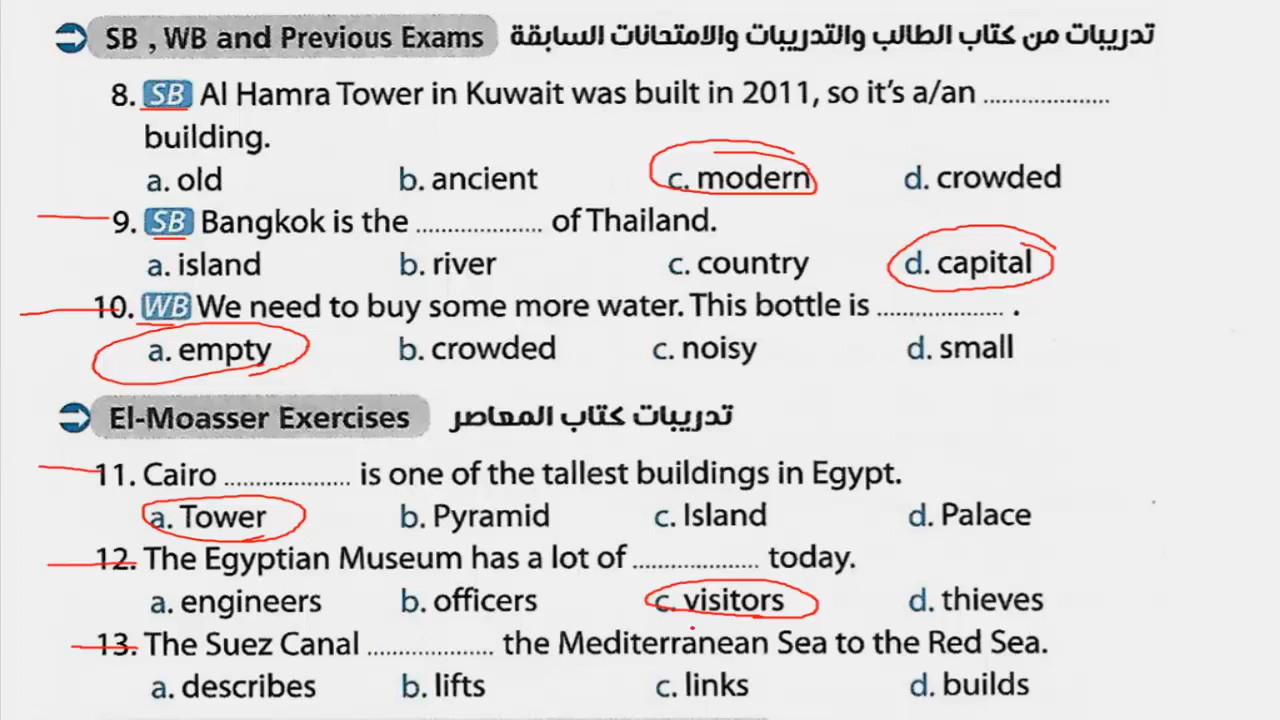 SB , WB and Previous Exams تدريبات من كتاب الطالب والتدريبات والامتحانات السابقة
8. SB Al Hamra Tower in Kuwait was built in 2011, so it's a/an ....................
building.
a. old b. ancient c. modern d. crowded
9. SB Bangkok is the .................... of Thailand.
a. island b. river c. country d. capital
10. WB We need to buy some more water. This bottle is .................... .
a. empty b. crowded c. noisy d. small
El-Moasser Exercises تدريبات كتاب المعاصر
11. Cairo .................... is one of the tallest buildings in Egypt.
a. Tower b. Pyramid c. Island d. Palace
12. The Egyptian Museum has a lot of .................... today.
a. engineers b. officers c. visitors d. thieves
13. The Suez Canal .................... the Mediterranean Sea to the Red Sea.
a. describes b. lifts c. links d. builds